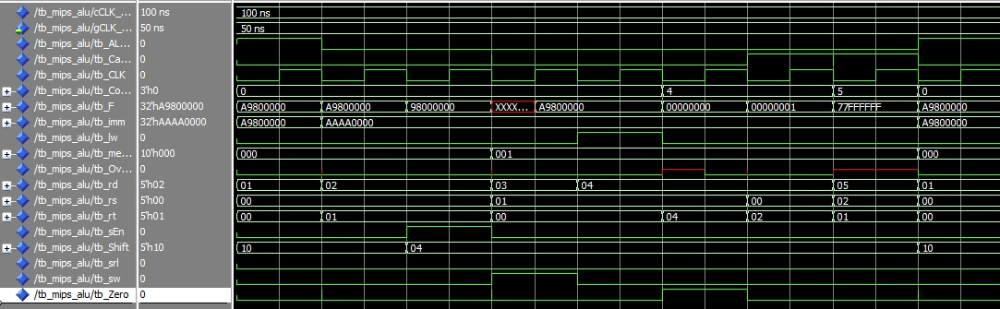 /tb_mips_alu/cCLK_... 100 ns 100 ns
/tb_mips_alu/gCLK_... 50 ns 50 ns
/tb_mips_alu/tb_AL... 0
/tb_mips_alu/tb_Ca... 0
/tb_mips_alu/tb_CLK 0
/tb_mips_alu/tb_Co... 3'h0 0 4 5 0
/tb_mips_alu/tb_F 32'hA9800000 A9800000 A9800000 98000000 XXXX... A9800000 00000000 00000001 77FFFFFF A9800000
/tb_mips_alu/tb_imm 32'hAAAA0000 A9800000 AAAA0000 A9800000
/tb_mips_alu/tb_lw 0
/tb_mips_alu/tb_me... 10'h000 000 001 000
/tb_mips_alu/tb_Ov... 0
/tb_mips_alu/tb_rd 5'h02 01 02 03 04 05 01
/tb_mips_alu/tb_rs 5'h00 00 01 00 02 00
/tb_mips_alu/tb_rt 5'h01 00 01 00 04 02 01 00
/tb_mips_alu/tb_sEn 0
/tb_mips_alu/tb_Shift 5'h10 10 04 10
/tb_mips_alu/tb_srl 0
/tb_mips_alu/tb_sw 0
/tb_mips_alu/tb_Zero 0